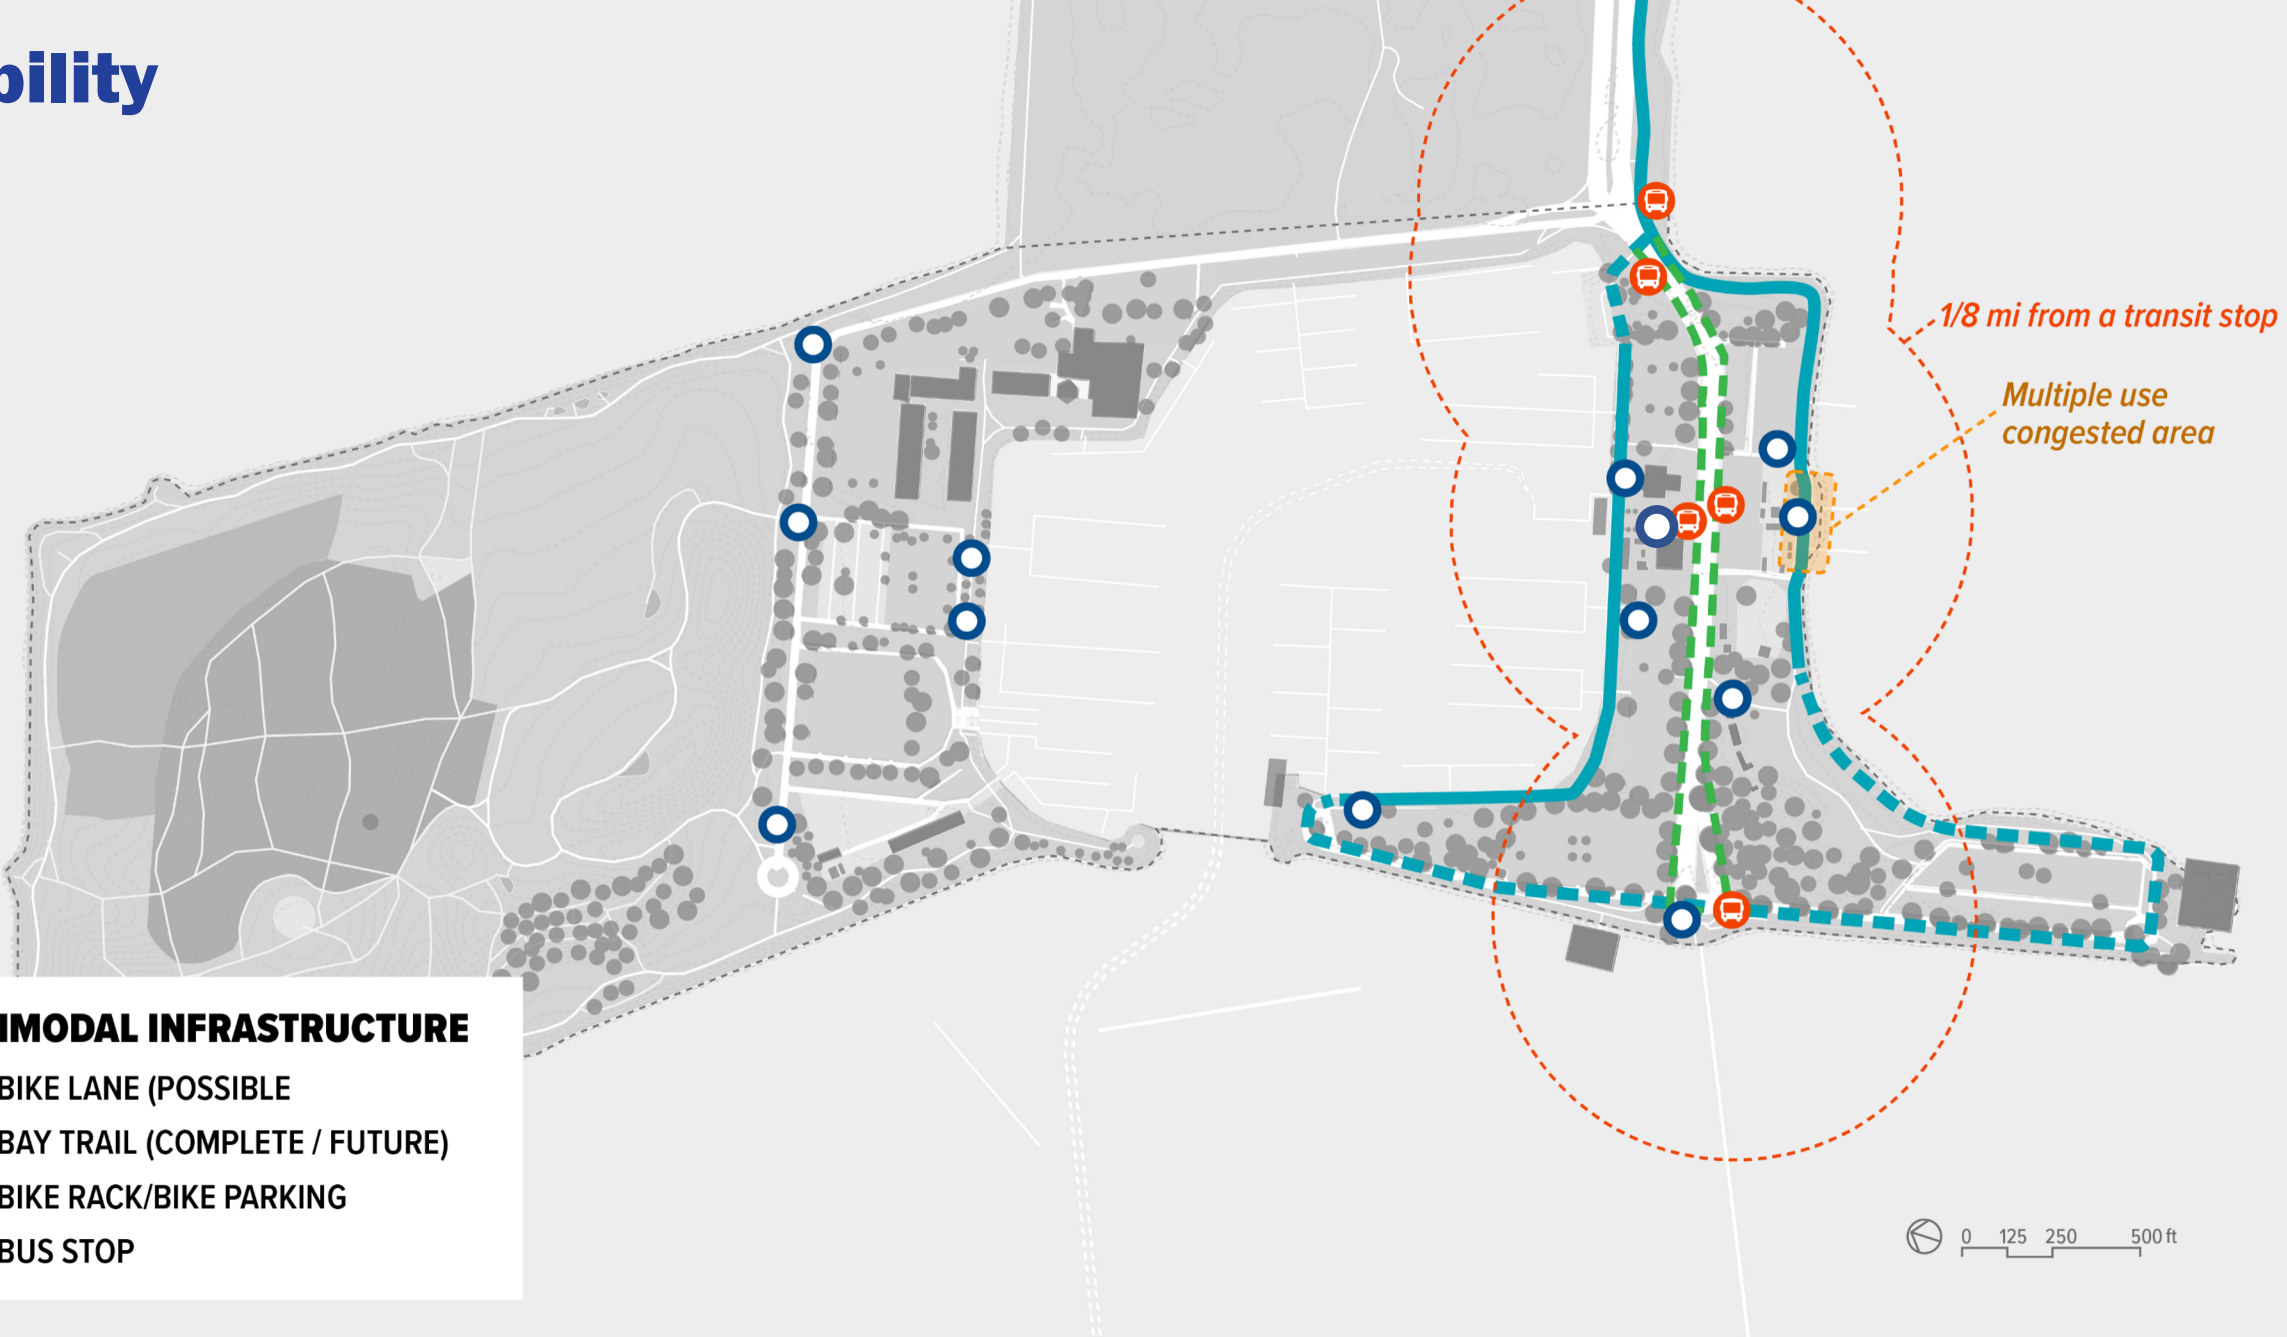 bility
1/8 mi from a transit stop
Multiple use
congested area
IMODAL INFRASTRUCTURE
BIKE LANE (POSSIBLE
BAY TRAIL (COMPLETE / FUTURE)
BIKE RACK/BIKE PARKING
BUS STOP
0 125 250 500 ft